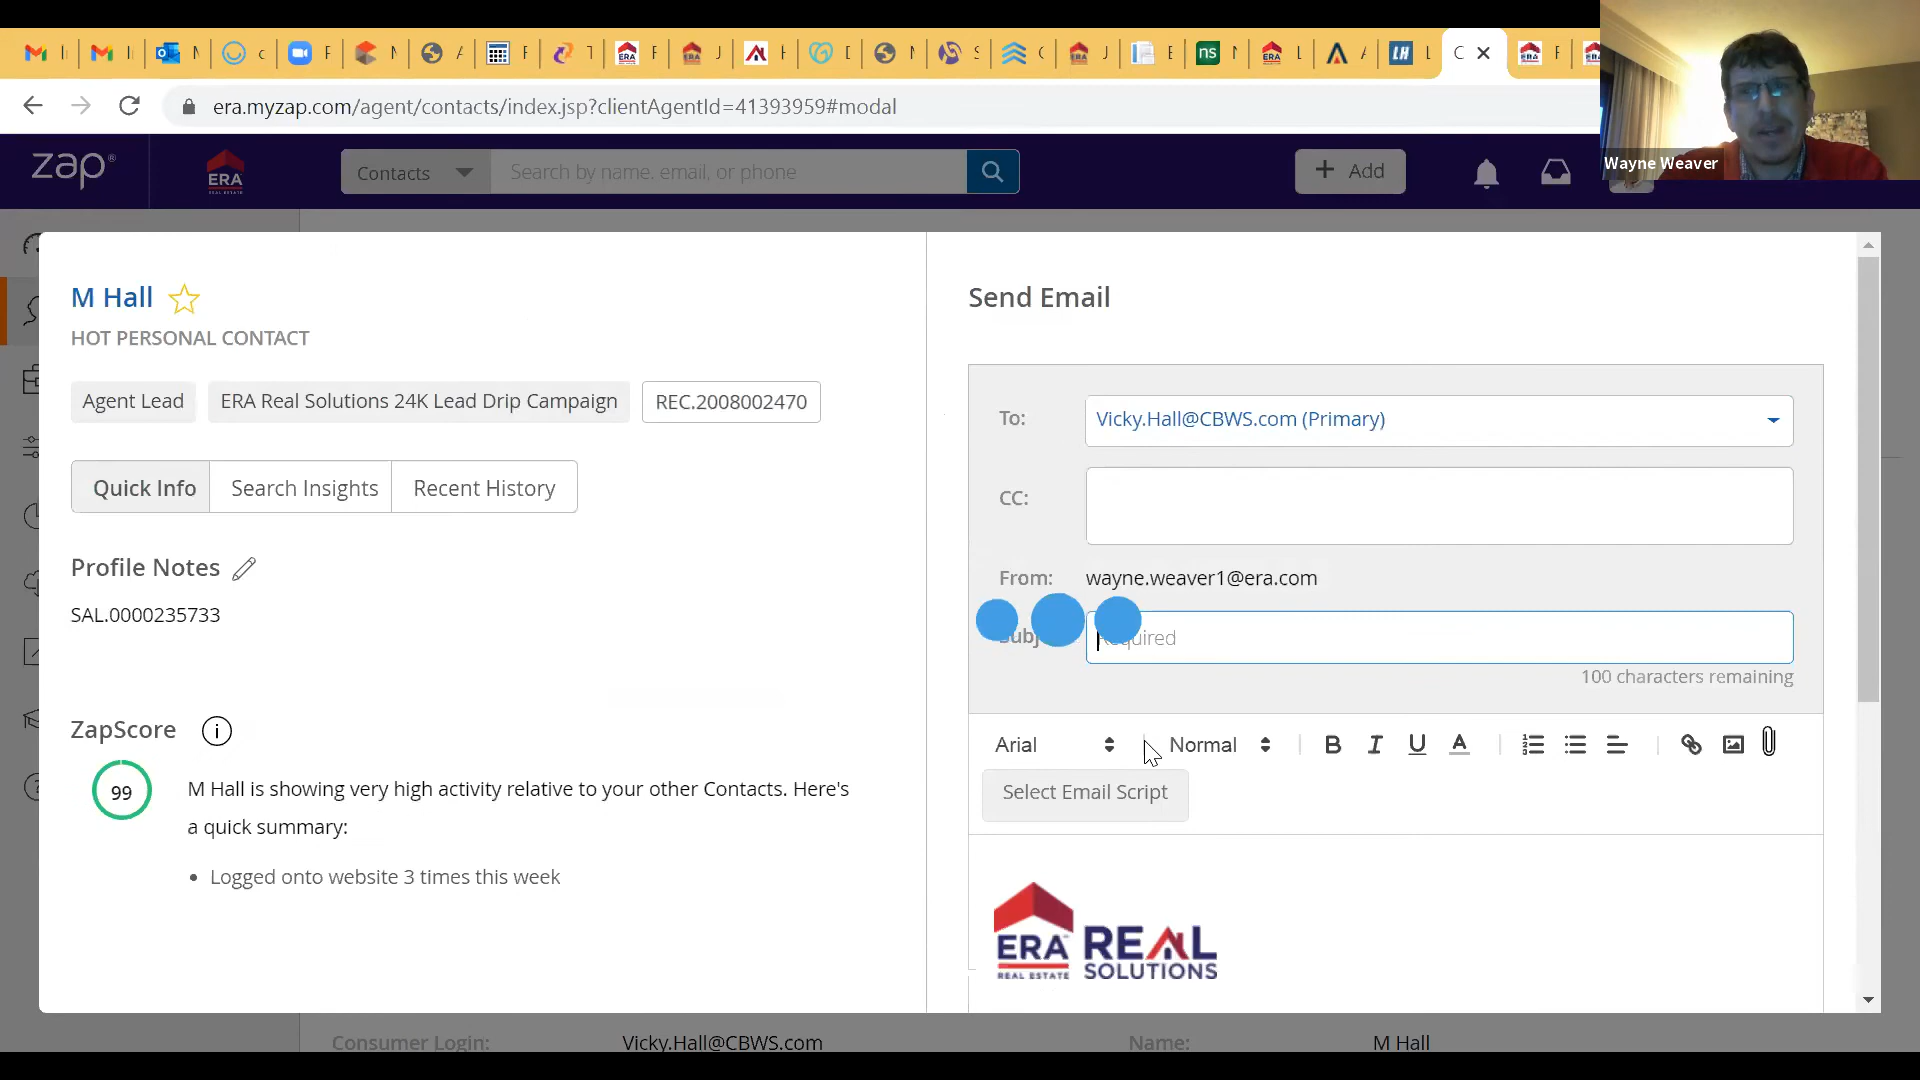 era.myzap.com/agent/contacts/index.jsp?clientAgentId=41393959#modal
Wayne Weaver
zap®
ERA
REAL ESTATE
Contacts
Search by name. email, or phone
+ Add
M Hall
HOT PERSONAL CONTACT
Agent Lead
ERA Real Solutions 24K Lead Drip Campaign
REC.2008002470
Quick Info
Search Insights
Recent History
Profile Notes
SAL.0000235733
ZapScore
99
M Hall is showing very high activity relative to your other Contacts. Here's
a quick summary:
• Logged onto website 3 times this week
Send Email
To:
Vicky.Hall@CBWS.com (Primary)
CC:
From:
wayne.weaver1@era.com
100 characters remaining
Arial
Normal
B I U A
Select Email Script
ERA REAL
REAL ESTATE SOLUTIONS
Consumer Login:
Vicky.Hall@CBWS.com
Name:
M Hall